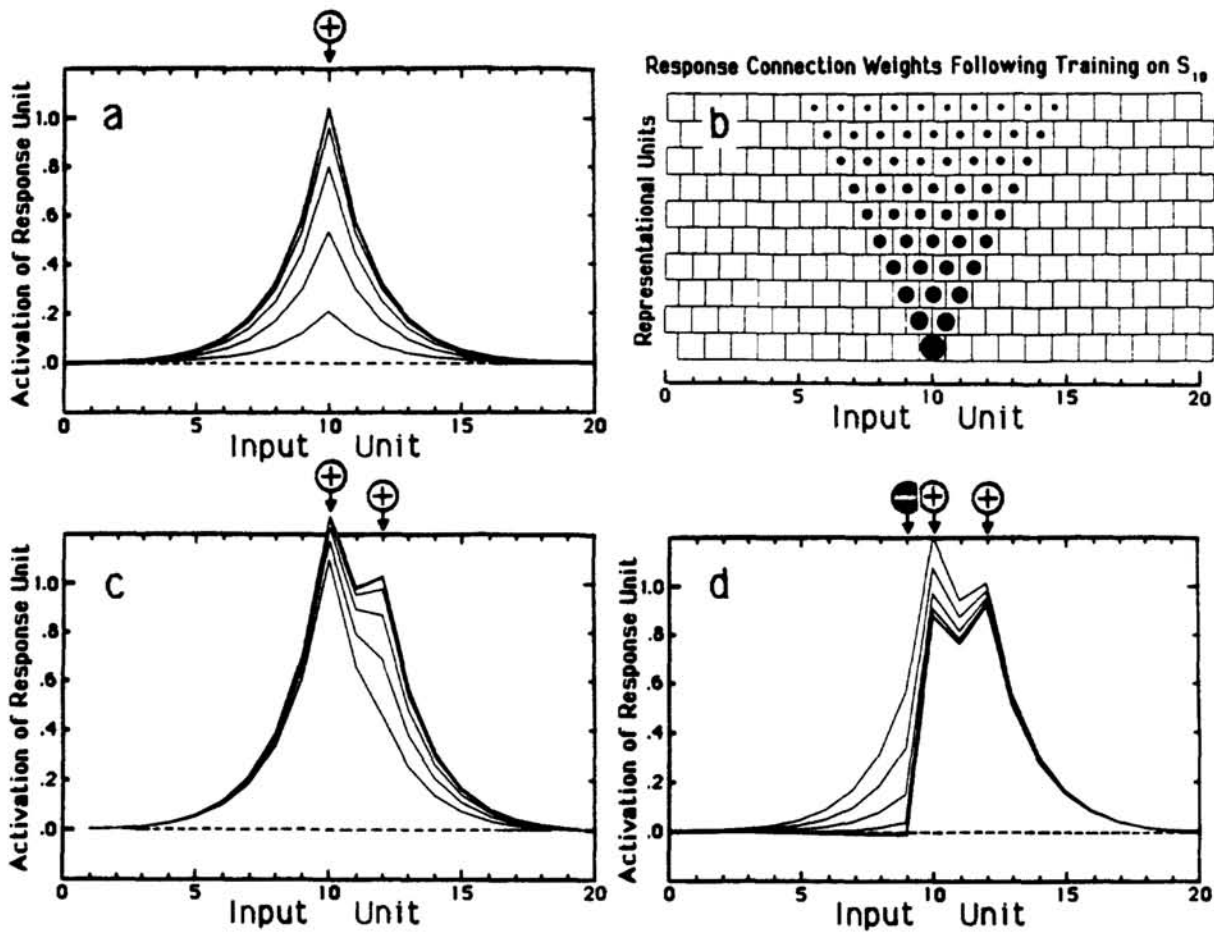 a
Activation of Response Unit
1.0
.8
.6
.4
.2
.0
0 5 10 15 20
Input Unit
Response Connection Weights Following Training on S₁₀
b
Representational Units
5 10 15 20
Input Unit
c
Activation of Response Unit
1.0
.8
.6
.4
.2
.0
0 5 10 15 20
Input Unit
d
Activation of Response Unit
1.0
.8
.6
.4
.2
.0
0 5 10 15 20
Input Unit